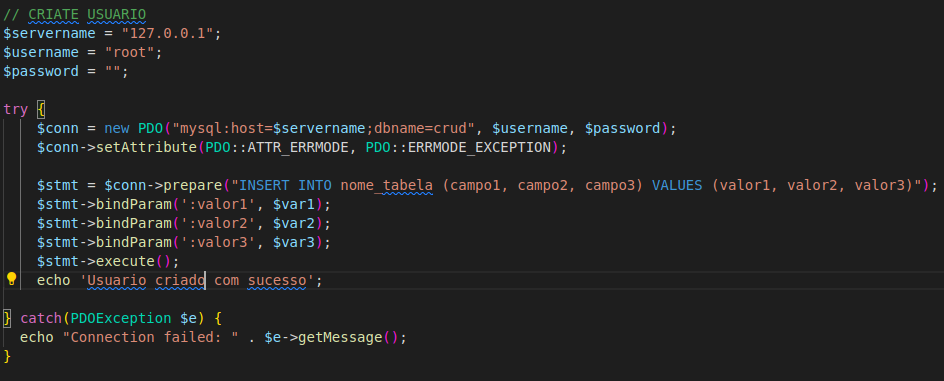 // CRIATE USUARIO
$servername = "127.0.0.1";
$username = "root";
$password = "";
try {
$conn = new PDO("mysql:host=$servername;dbname=crud", $username, $password);
$conn->setAttribute(PDO::ATTR_ERRMODE, PDO::ERRMODE_EXCEPTION);
$stmt = $conn->prepare("INSERT INTO nome_tabela (campo1, campo2, campo3) VALUES (valor1, valor2, valor3)");
$stmt->bindParam(':valor1', $var1);
$stmt->bindParam(':valor2', $var2);
$stmt->bindParam(':valor3', $var3);
$stmt->execute();
echo 'Usuario criado com sucesso';
} catch(PDOException $e) {
echo "Connection failed: " . $e->getMessage();
}